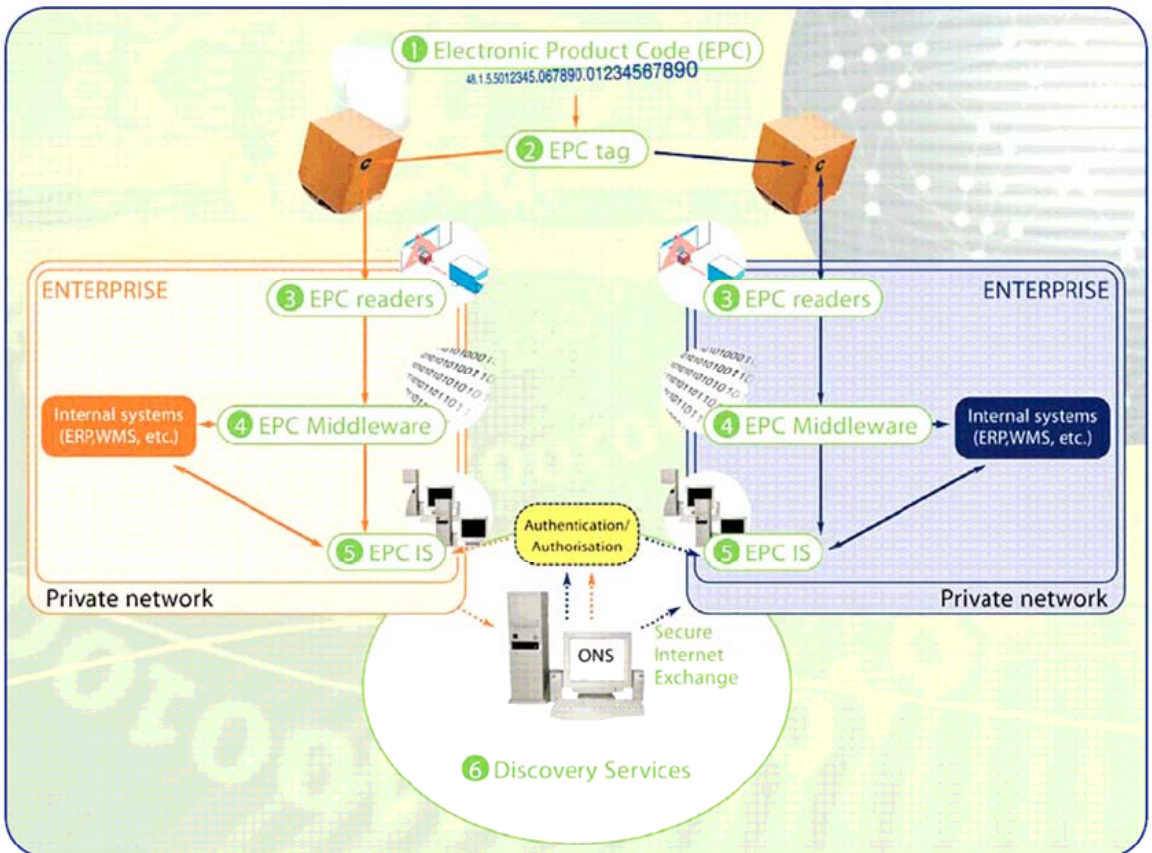 1 Electronic Product Code (EPC)
48.1.5.5012345.067890.01234567890
2 EPC tag
ENTERPRISE
3 EPC readers
4 EPC Middleware
Internal systems
(ERP,WMS, etc.)
5 EPC IS
Private network
ENTERPRISE
3 EPC readers
4 EPC Middleware
Internal systems
(ERP,WMS, etc.)
5 EPC IS
Private network
Authentication/
Authorisation
ONS
Secure
Internet
Exchange
6 Discovery Services